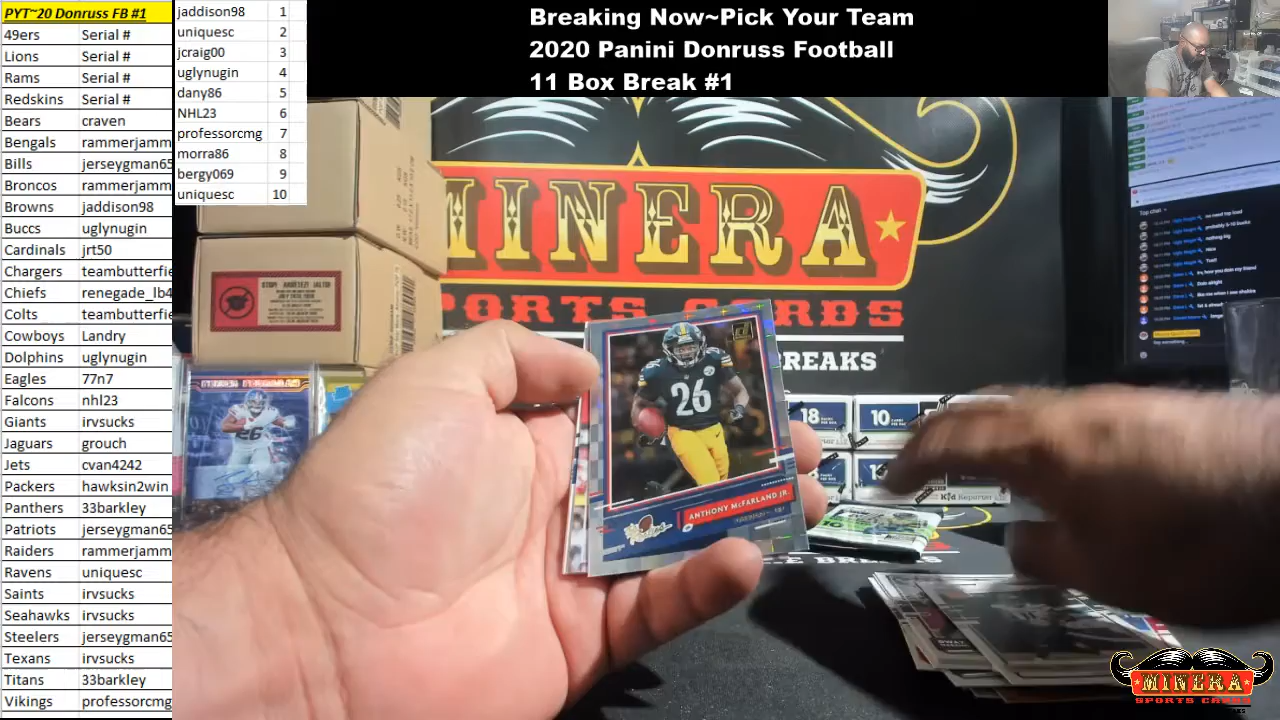 PYT~20 Donruss FB #1
49ers Serial #
Lions Serial #
Rams Serial #
Redskins Serial #
Bears craven
Bengals rammerjamm
Bills jerseygman65
Broncos rammerjamm
Browns jaddison98
Buccs uglynugin
Cardinals jrt50
Chargers teambutterfie
Chiefs renegade_lb4
Colts teambutterfie
Cowboys Landry
Dolphins uglynugin
Eagles 77n7
Falcons nhl23
Giants irvsucks
Jaguars grouch
Jets cvan4242
Packers hawksin2win
Panthers 33barkley
Patriots jerseygman65
Raiders rammerjamm
Ravens uniquesc
Saints irvsucks
Seahawks irvsucks
Steelers jerseygman65
Texans irvsucks
Titans 33barkley
Vikings professorcmg
jaddison98 1
uniquesc 2
jcraig00 3
uglynugin 4
dany86 5
NHL23 6
professorcmg 7
morra86 8
bergy069 9
uniquesc 10
Breaking Now~Pick Your Team
2020 Panini Donruss Football
11 Box Break #1
MINERA
SPORTS CARDS
BREAKS
26
ANTHONY McFARLAND JR.
26
18
10
Top chat
MINERA
SPORTS CARDS